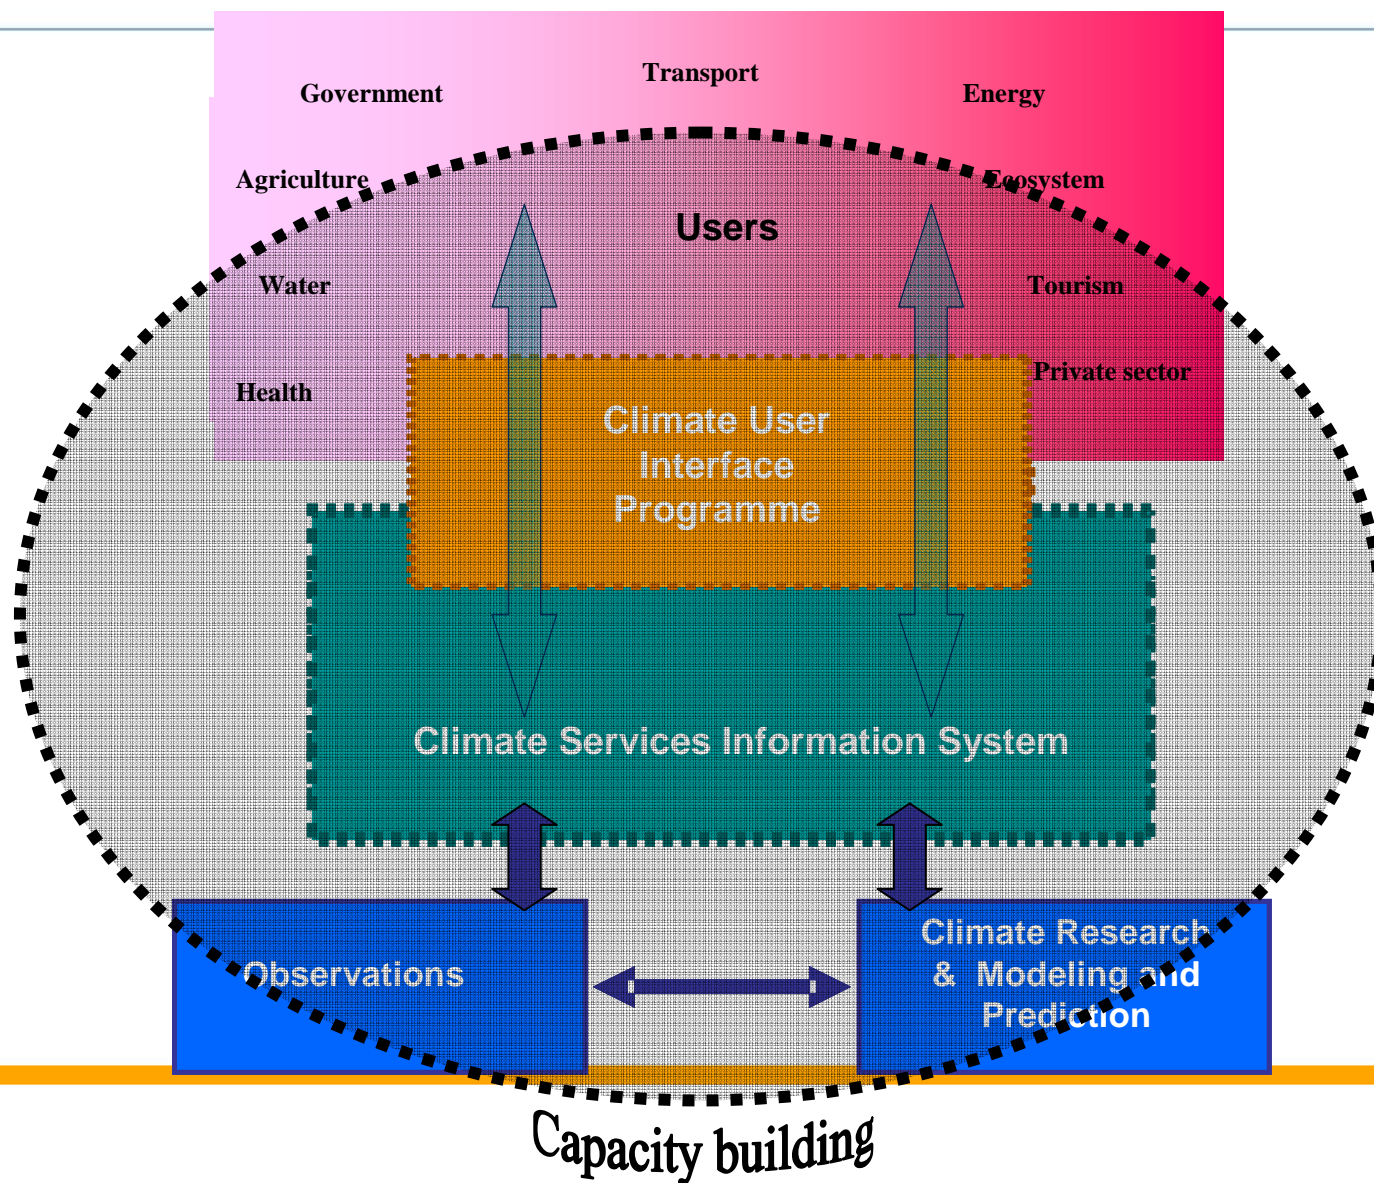 Transport
Government
Energy
Agriculture
Ecosystem
Users
Water
Tourism
Private sector
Health
Climate User
Interface
Programme
Climate Services Information System
Observations
Climate Research
& Modeling and
Prediction
Capacity building